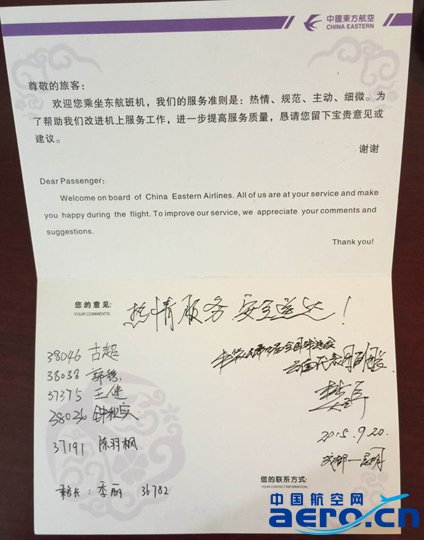 中國東方航空
CHINA EASTERN
尊敬的旅客：
欢迎您乘坐东航班机，我们的服务准则是：热情、规范、主动、细微。为
了帮助我们改进机上服务工作，进一步提高服务质量，恳请您留下宝贵意见或
建议。
谢谢
Dear Passenger:
Welcome on board of China Eastern Airlines. All of us are at your service and make
you happy during the flight. To improve our service, we appreciate your comments and
suggestions.
Thank you!
您的意见:
YOUR COMMENTS:
热情服务 安全送达！
38046 古超
38038 郭
37375 王健
38036 钟
37191 陈羽枫
乘务长：李丽 36782
2015.9.20
成都—昆明
您的联系方式:
YOUR CONTACT INFORMATION:
中国航空网
aero.cn